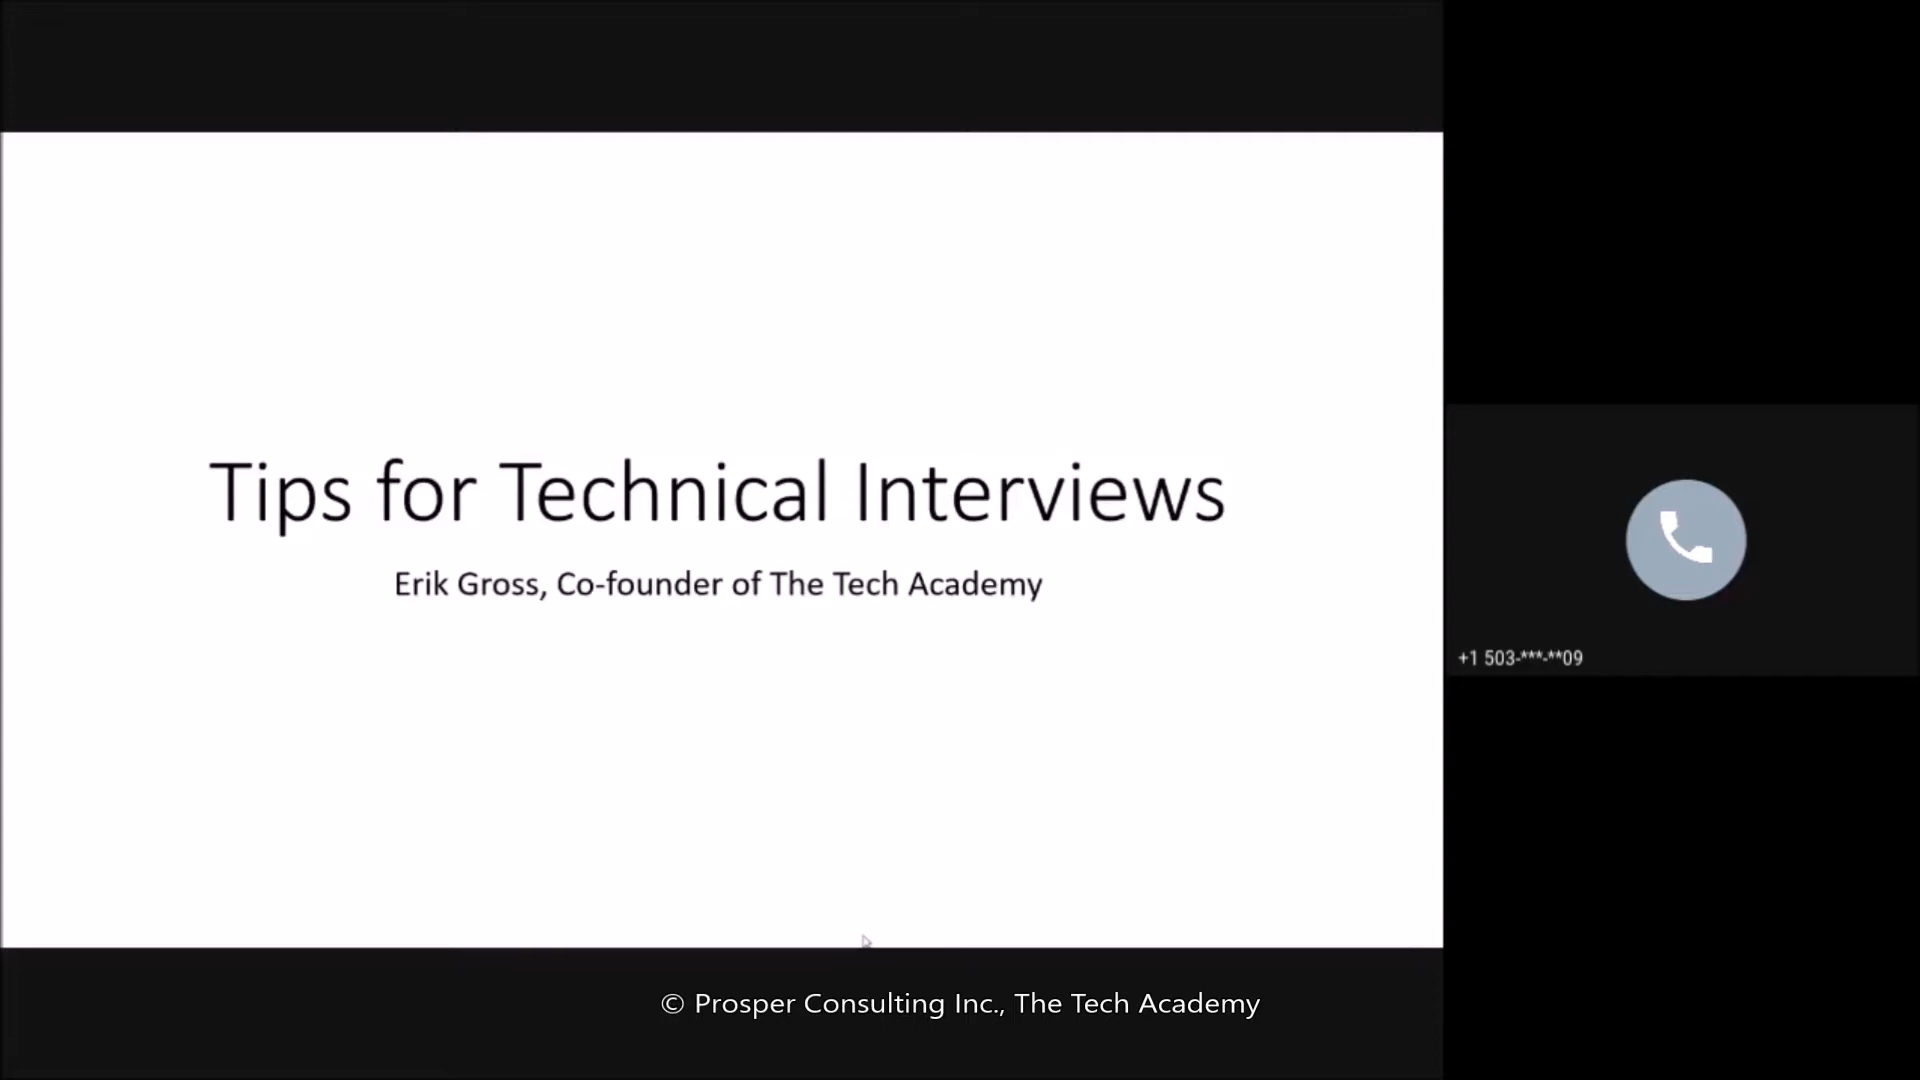 Tips for Technical Interviews
Erik Gross, Co-founder of The Tech Academy
+1 503-***-**09
© Prosper Consulting Inc., The Tech Academy